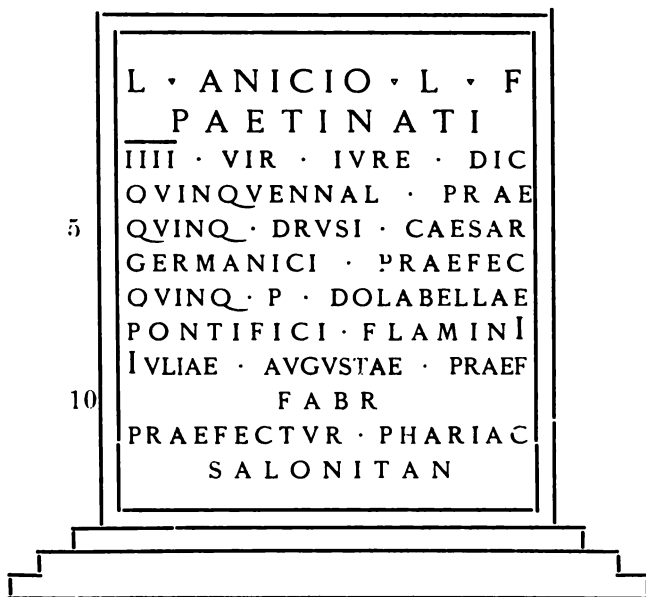 L · ANICIO · L · F
PAETINATI
IIII · VIR · IVRE · DIC
QVINQVENNAL · PRAE
5 QVINQ · DRVSI · CAESAR
GERMANICI · PRAEFEC
QVINQ · P · DOLABELLAE
PONTIFICI · FLAMINI
IVLIAE · AVGVSTAE · PRAEF
10 FABR
PRAEFECTVR · PHARIAC
SALONITAN